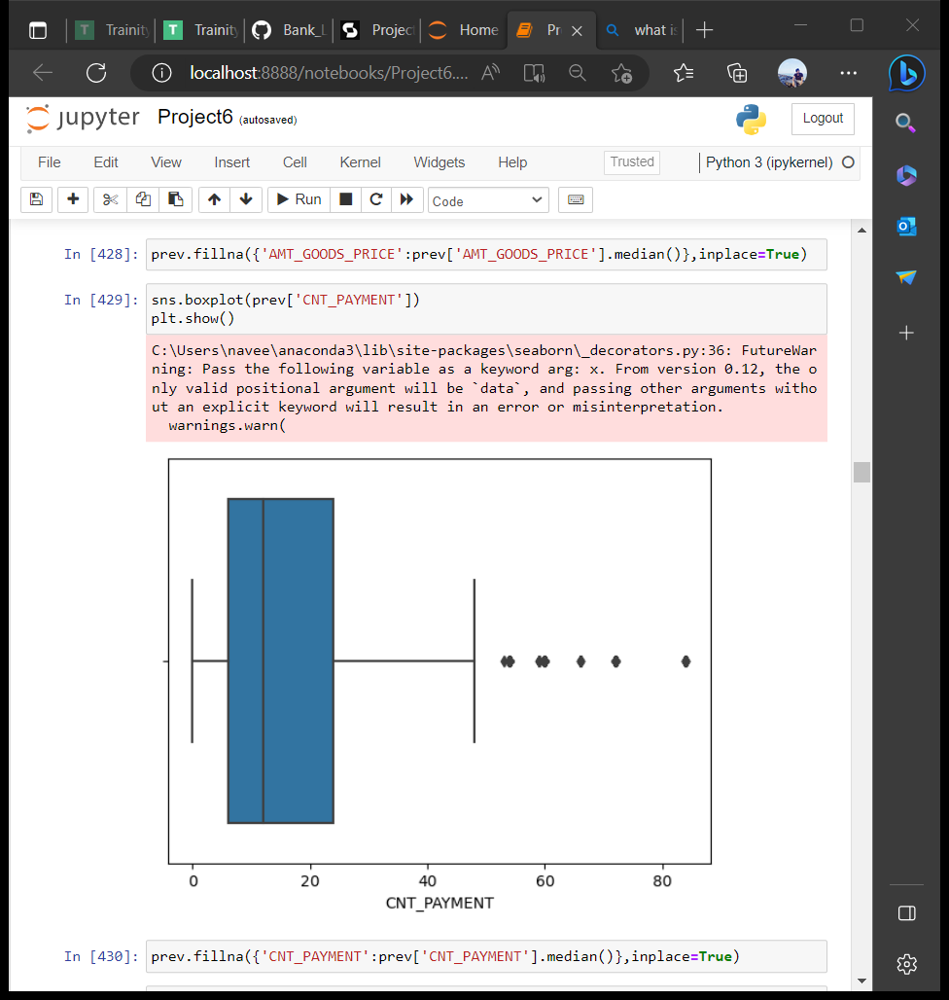 Trainity
Trainity
Bank_L
Project
Home
Pr
what is
localhost:8888/notebooks/Project6....
jupyter Project6 (autosaved)
Logout
File Edit View Insert Cell Kernel Widgets Help Trusted Python 3 (ipykernel)
Run Code
In [428]: prev.fillna({'AMT_GOODS_PRICE':prev['AMT_GOODS_PRICE'].median()},inplace=True)
In [429]: sns.boxplot(prev['CNT_PAYMENT'])
plt.show()
C:\Users\navee\anaconda3\lib\site-packages\seaborn\_decorators.py:36: FutureWar
ning: Pass the following variable as a keyword arg: x. From version 0.12, the o
nly valid positional argument will be `data`, and passing other arguments witho
ut an explicit keyword will result in an error or misinterpretation.
warnings.warn(
0 20 40 60 80
CNT_PAYMENT
In [430]: prev.fillna({'CNT_PAYMENT':prev['CNT_PAYMENT'].median()},inplace=True)